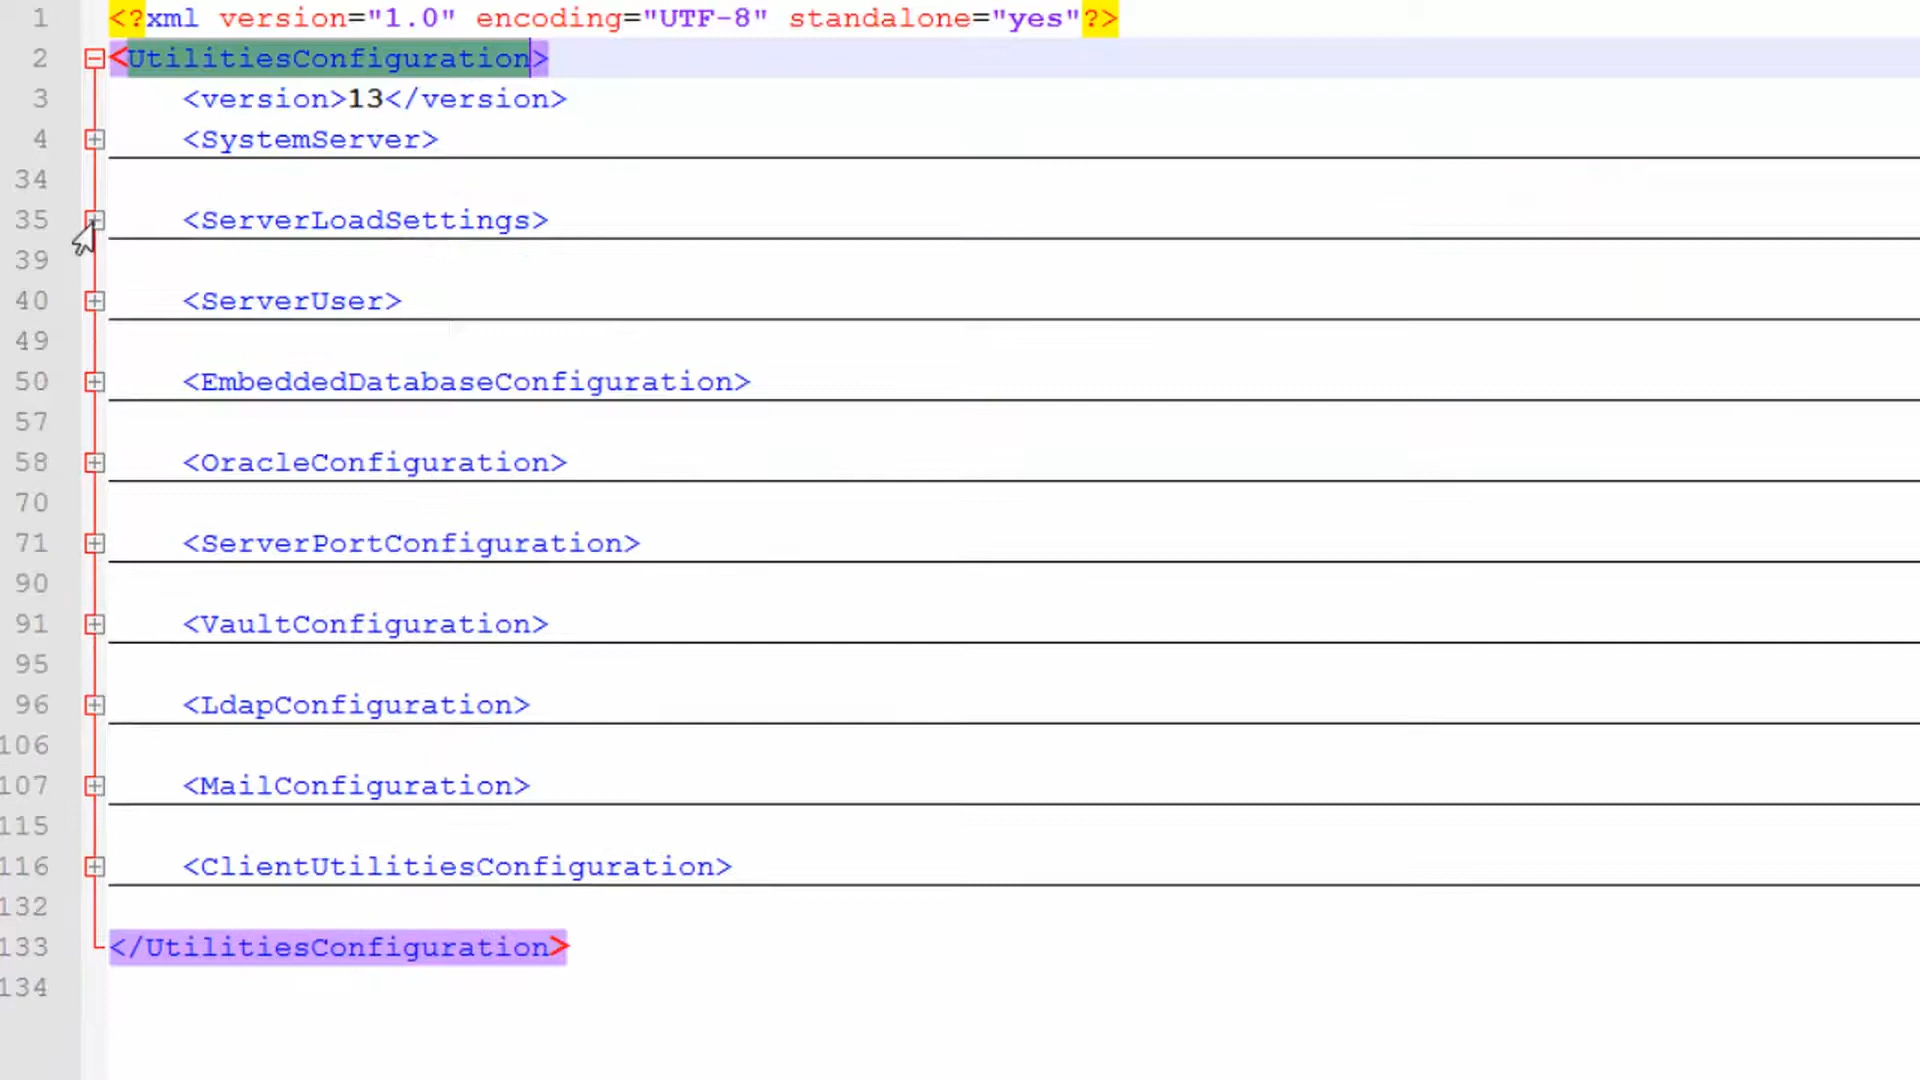 1 <?xml version="1.0" encoding="UTF-8" standalone="yes"?>
2 <UtilitiesConfiguration>
3 <version>13</version>
4 <SystemServer>
34
35 <ServerLoadSettings>
39
40 <ServerUser>
49
50 <EmbeddedDatabaseConfiguration>
57
58 <OracleConfiguration>
70
71 <ServerPortConfiguration>
90
91 <VaultConfiguration>
95
96 <LdapConfiguration>
106
107 <MailConfiguration>
115
116 <ClientUtilitiesConfiguration>
132
133 </UtilitiesConfiguration>
134